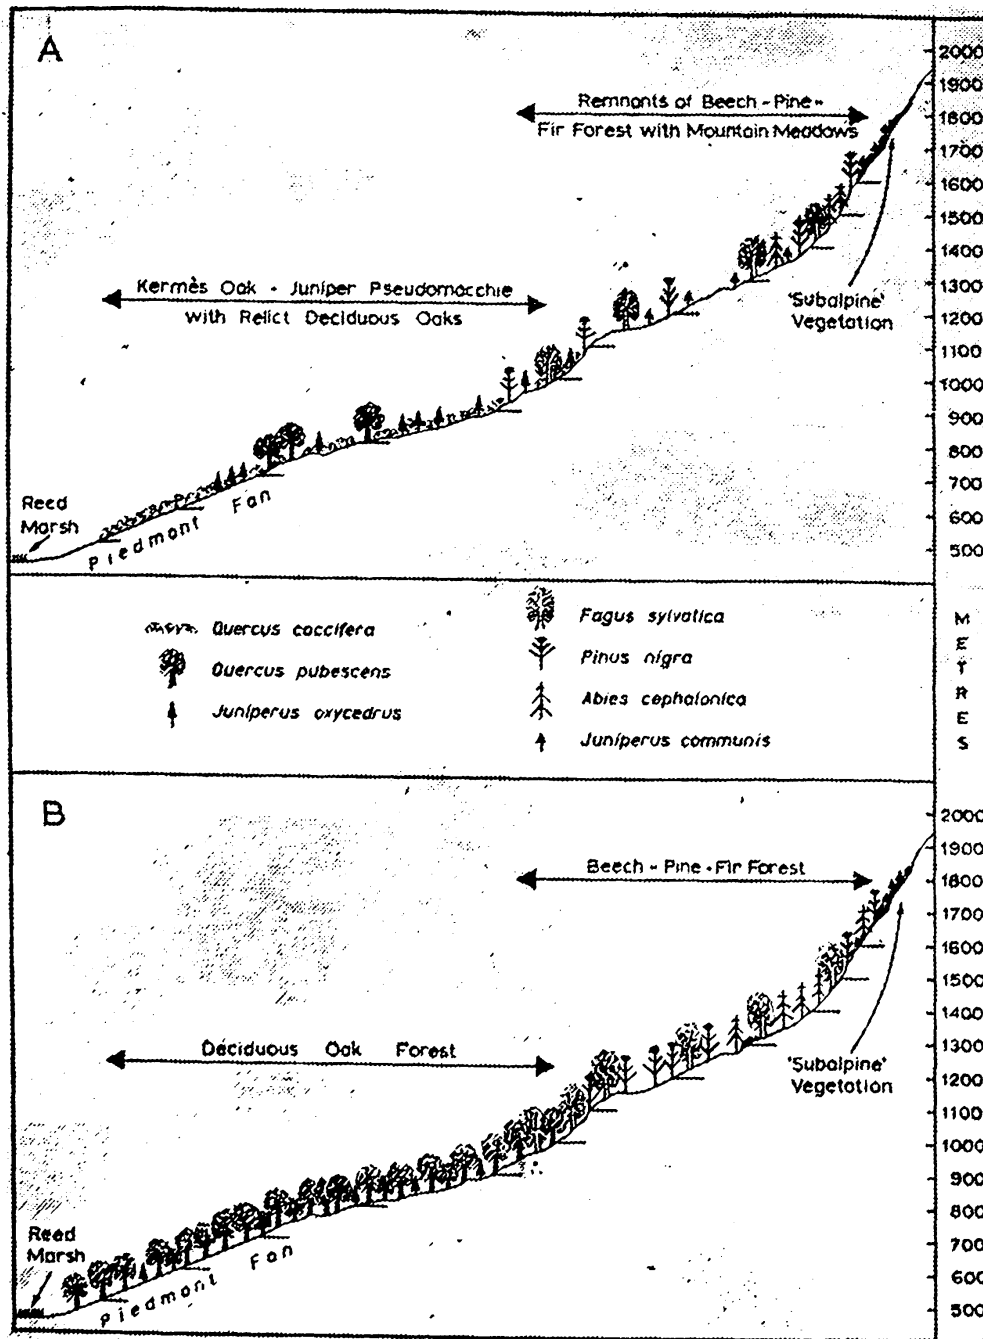 A
Remnants of Beech - Pine -
Fir Forest with Mountain Meadows
Kermès Oak - Juniper Pseudomacchie
with Relict Deciduous Oaks
'Subalpine'
Vegetation
Reed
Marsh
Piedmont Fan
2000
1900
1800
1700
1600
1500
1400
1300
1200
1100
1000
900
800
700
600
500
Quercus coccifera
Quercus pubescens
Juniperus oxycedrus
Fagus sylvatica
Pinus nigra
Abies cephalonica
Juniperus communis
METRES
B
Beech - Pine - Fir Forest
Deciduous Oak Forest
'Subalpine'
Vegetation
Reed
Marsh
Piedmont Fan
2000
1900
1800
1700
1600
1500
1400
1300
1200
1100
1000
900
800
700
600
500